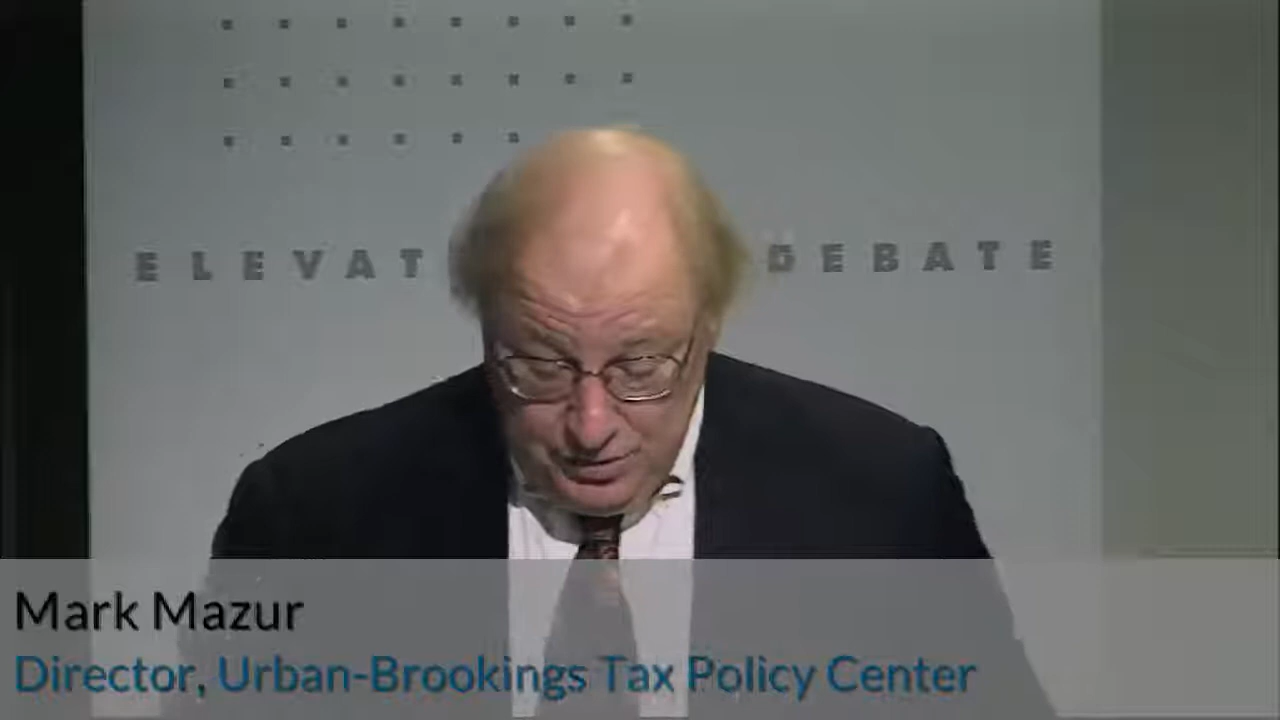 ELEVAT DEBATE
Mark Mazur
Director, Urban-Brookings Tax Policy Center